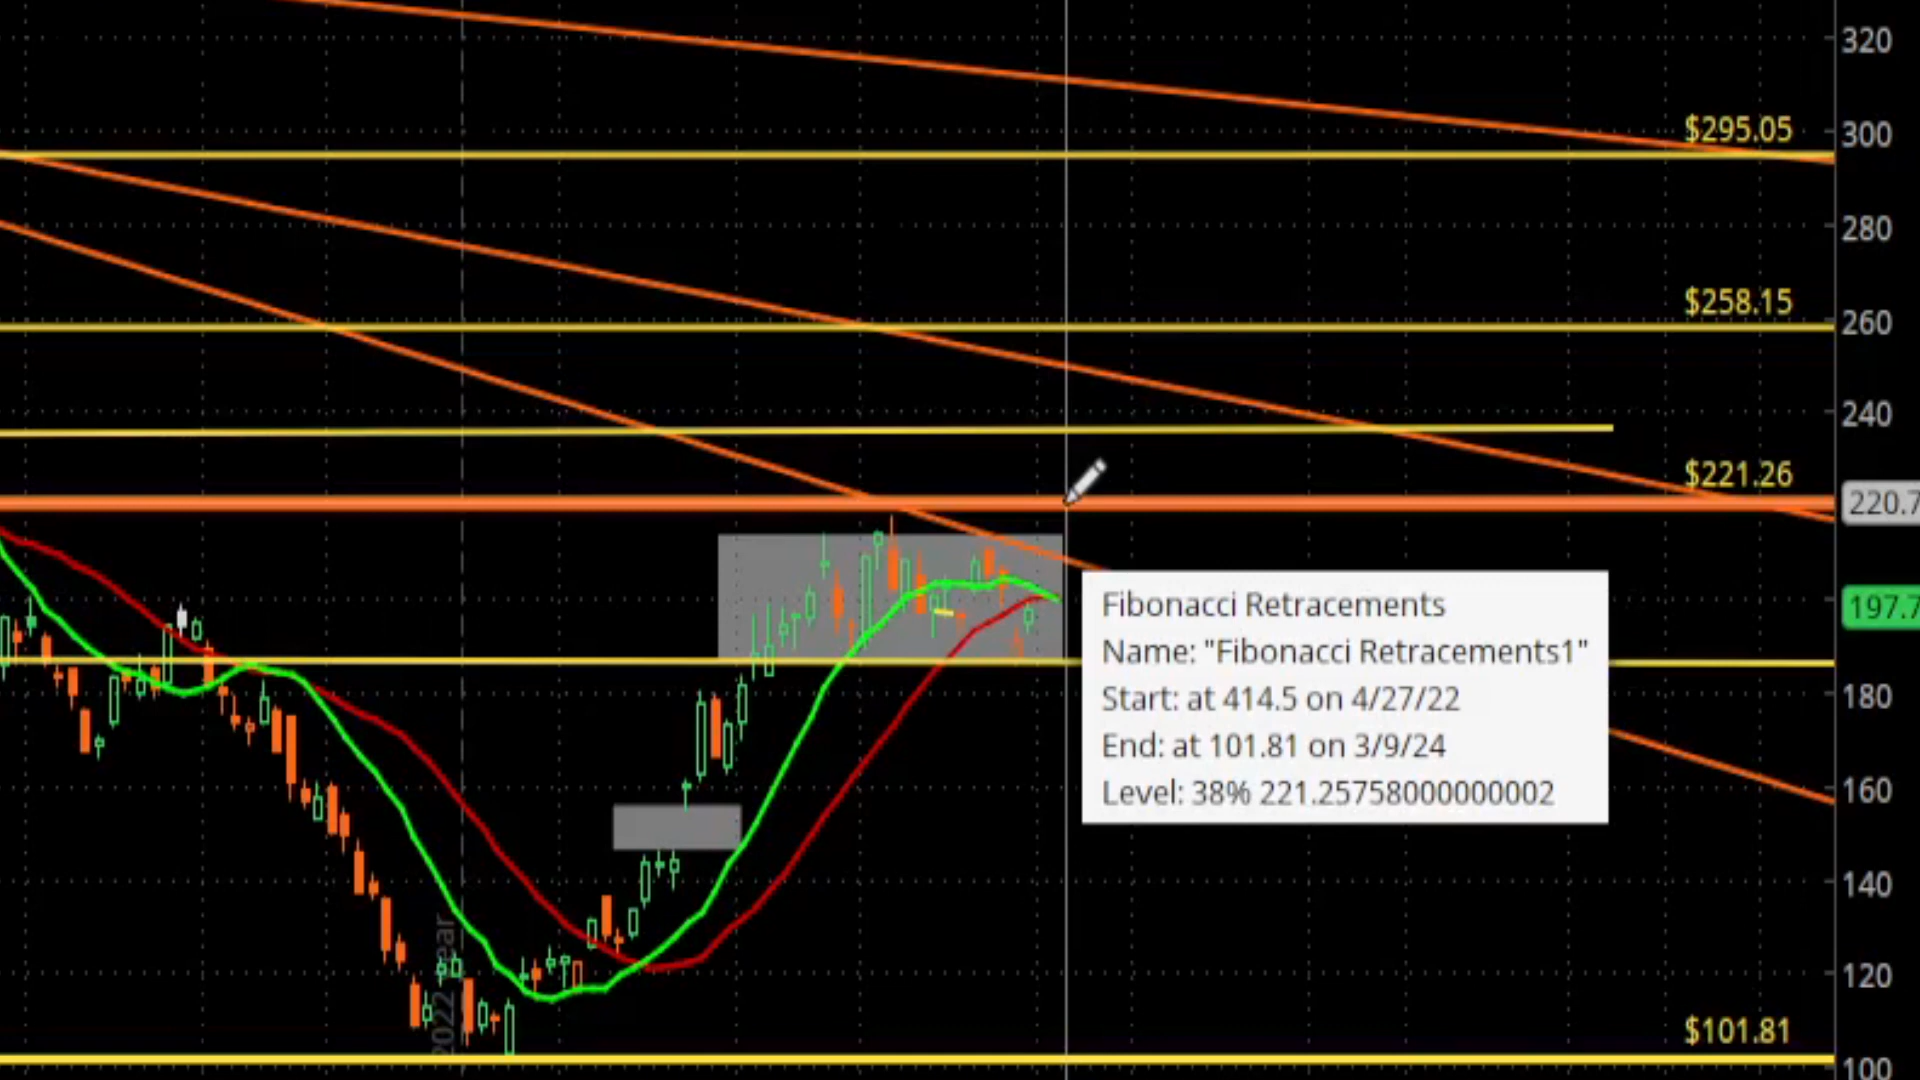 320
$295.05
300
280
$258.15
260
240
$221.26
220.7
Fibonacci Retracements
Name: "Fibonacci Retracements1"
197.7
Start: at 414.5 on 4/27/22
180
End: at 101.81 on 3/9/24
Level: 38% 221.25758000000002
160
140
120
2022 year
$101.81
100